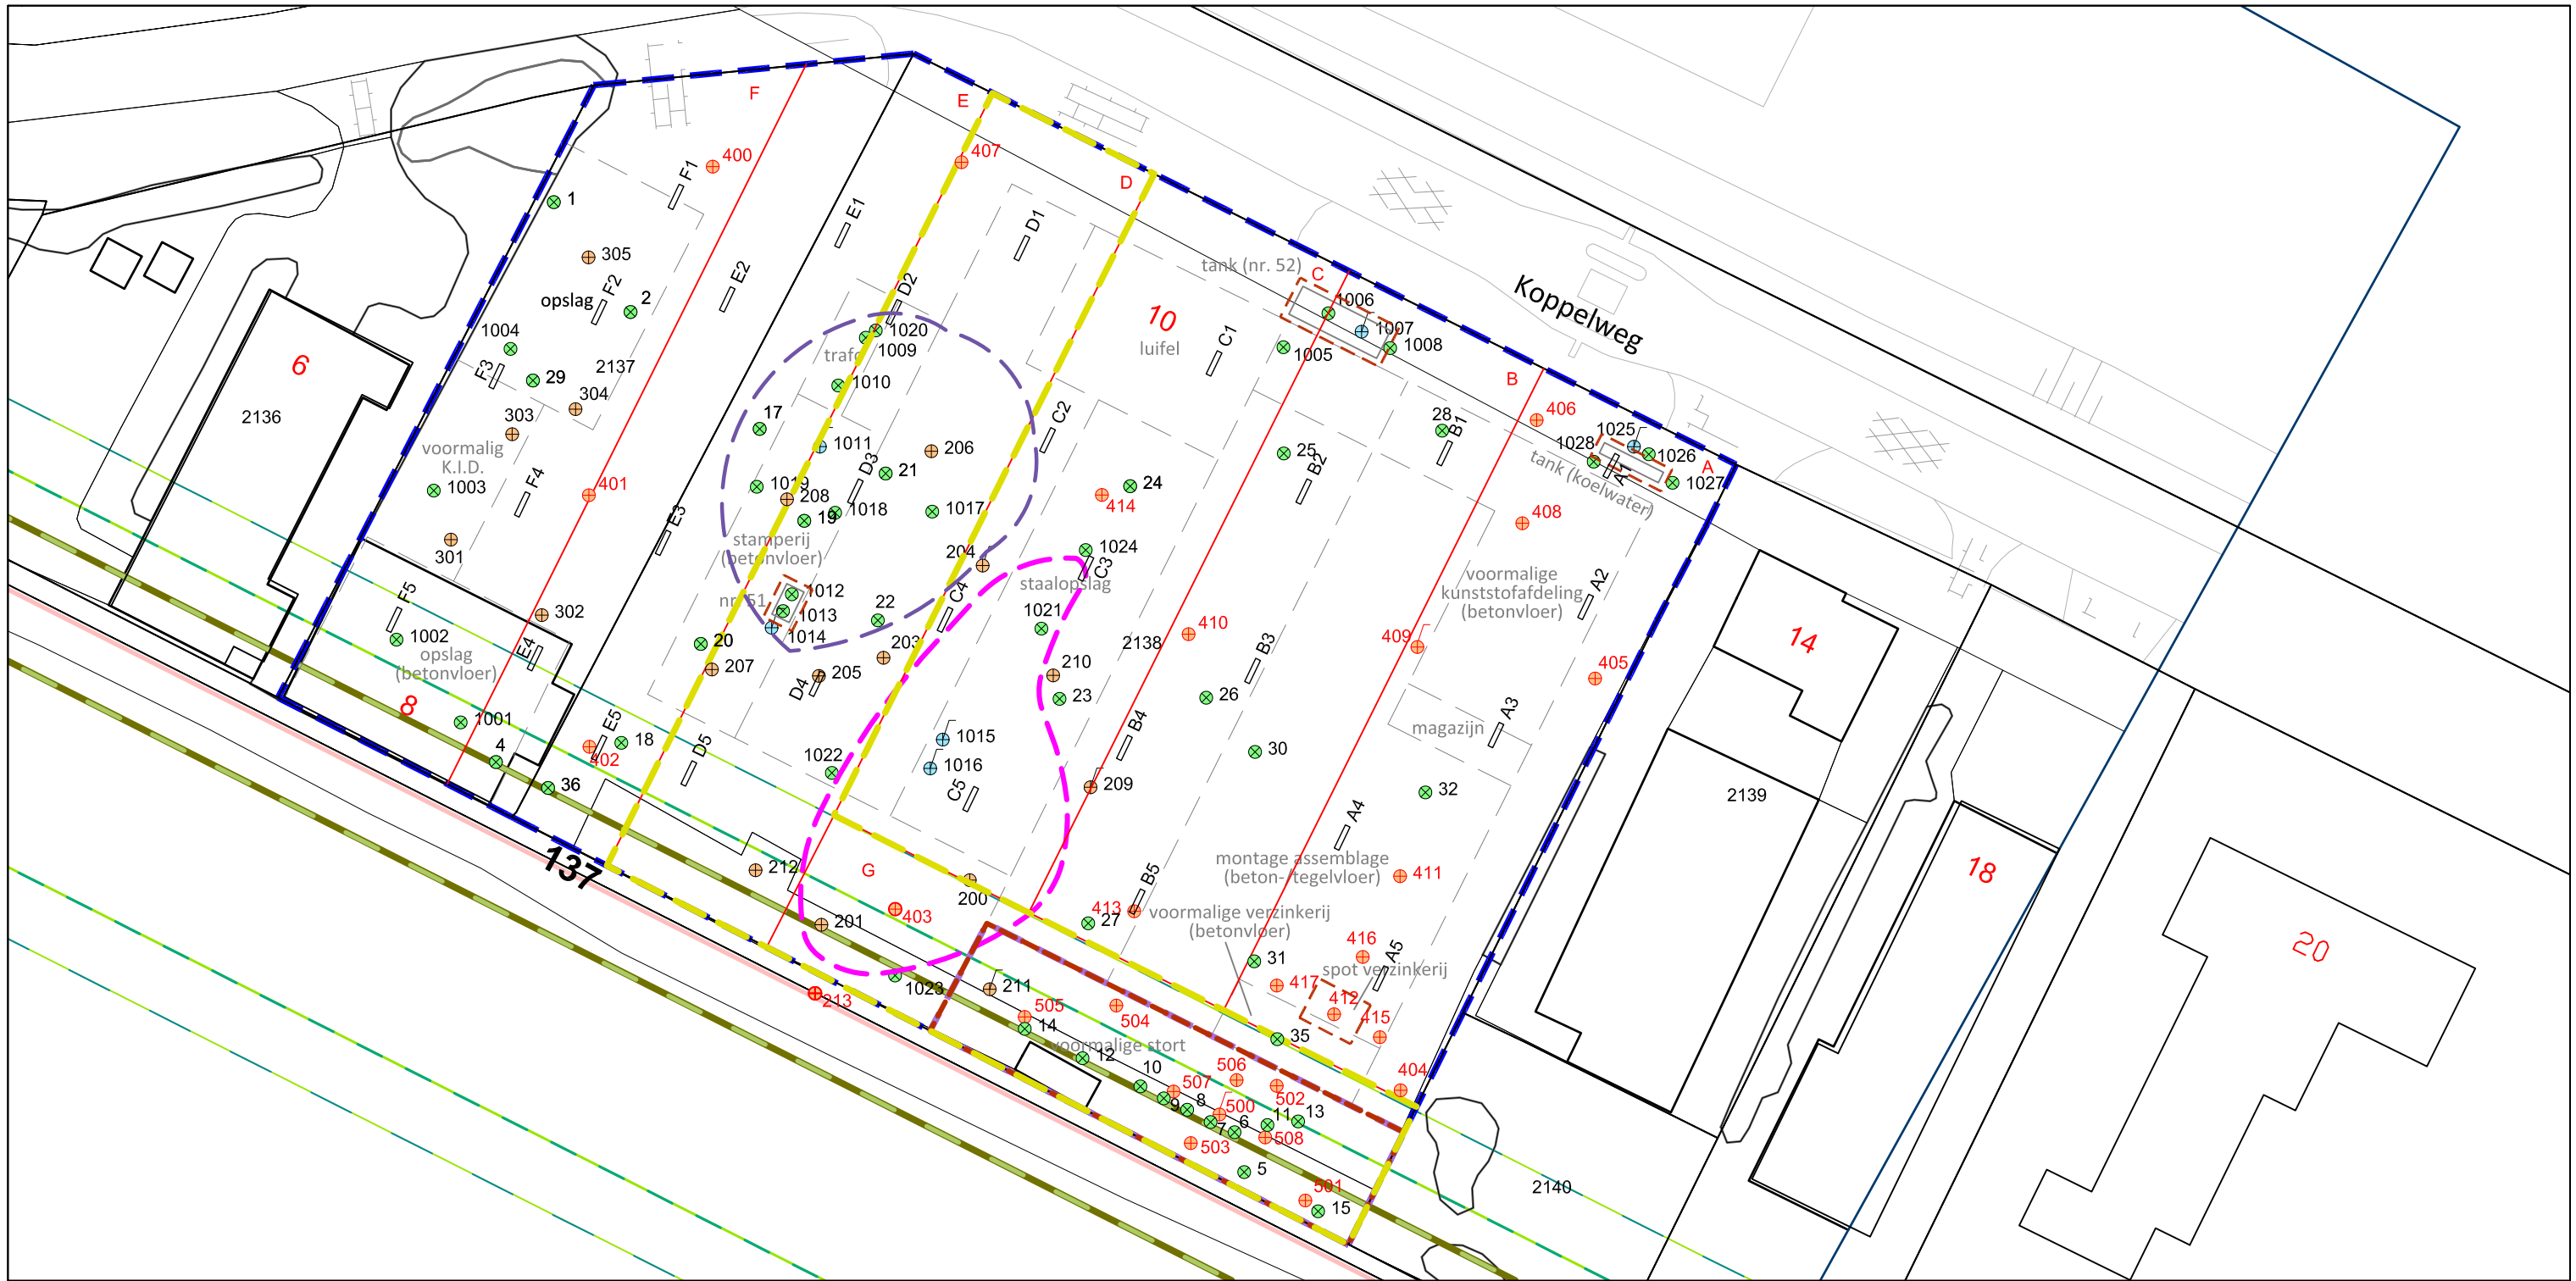 F
E
400
407
F1
D
1
E1
D1
305
tank (nr. 52)
C
Koppelweg
F2
opslag
2
E2
D2
10
luifel
1006
1007
1004
1020
1009
trafo
1005
1008
C1
6
F3
2137
29
1010
B
2136
303
304
17
C2
28
406
B1
1025
voormalig
K.I.D.
1011
206
25
1028
1026
A
tank (koelwater)
A1
1003
F4
401
D3
21
1019
208
24
414
B2
1027
E3
19
1018
1017
408
stamperij
(betonvloer)
301
204
1024
C3
staalopslag
voormalige
kunststofafdeling
(betonvloer)
A2
nr. 51
1012
1013
1014
F5
302
C4
22
1021
410
14
1002
E4
20
203
2138
409
opslag
(betonvloer)
207
205
D4
210
B3
405
23
26
8
1001
magazijn
A3
4
E5
18
402
1015
B4
30
D5
1022
1016
36
C5
209
32
2139
A4
137
212
G
montage assemblage
(beton-/tegelvloer)
411
18
200
B5
403
413
201
27
voormalige verzinkerij
(betonvloer)
416
20
31
A5
spot verzinkerij
1023
211
417
213
505
504
412
415
14
35
voormalige stort
12
506
10
507
502
404
9
8
500
11
13
7
6
508
503
5
2140
501
15